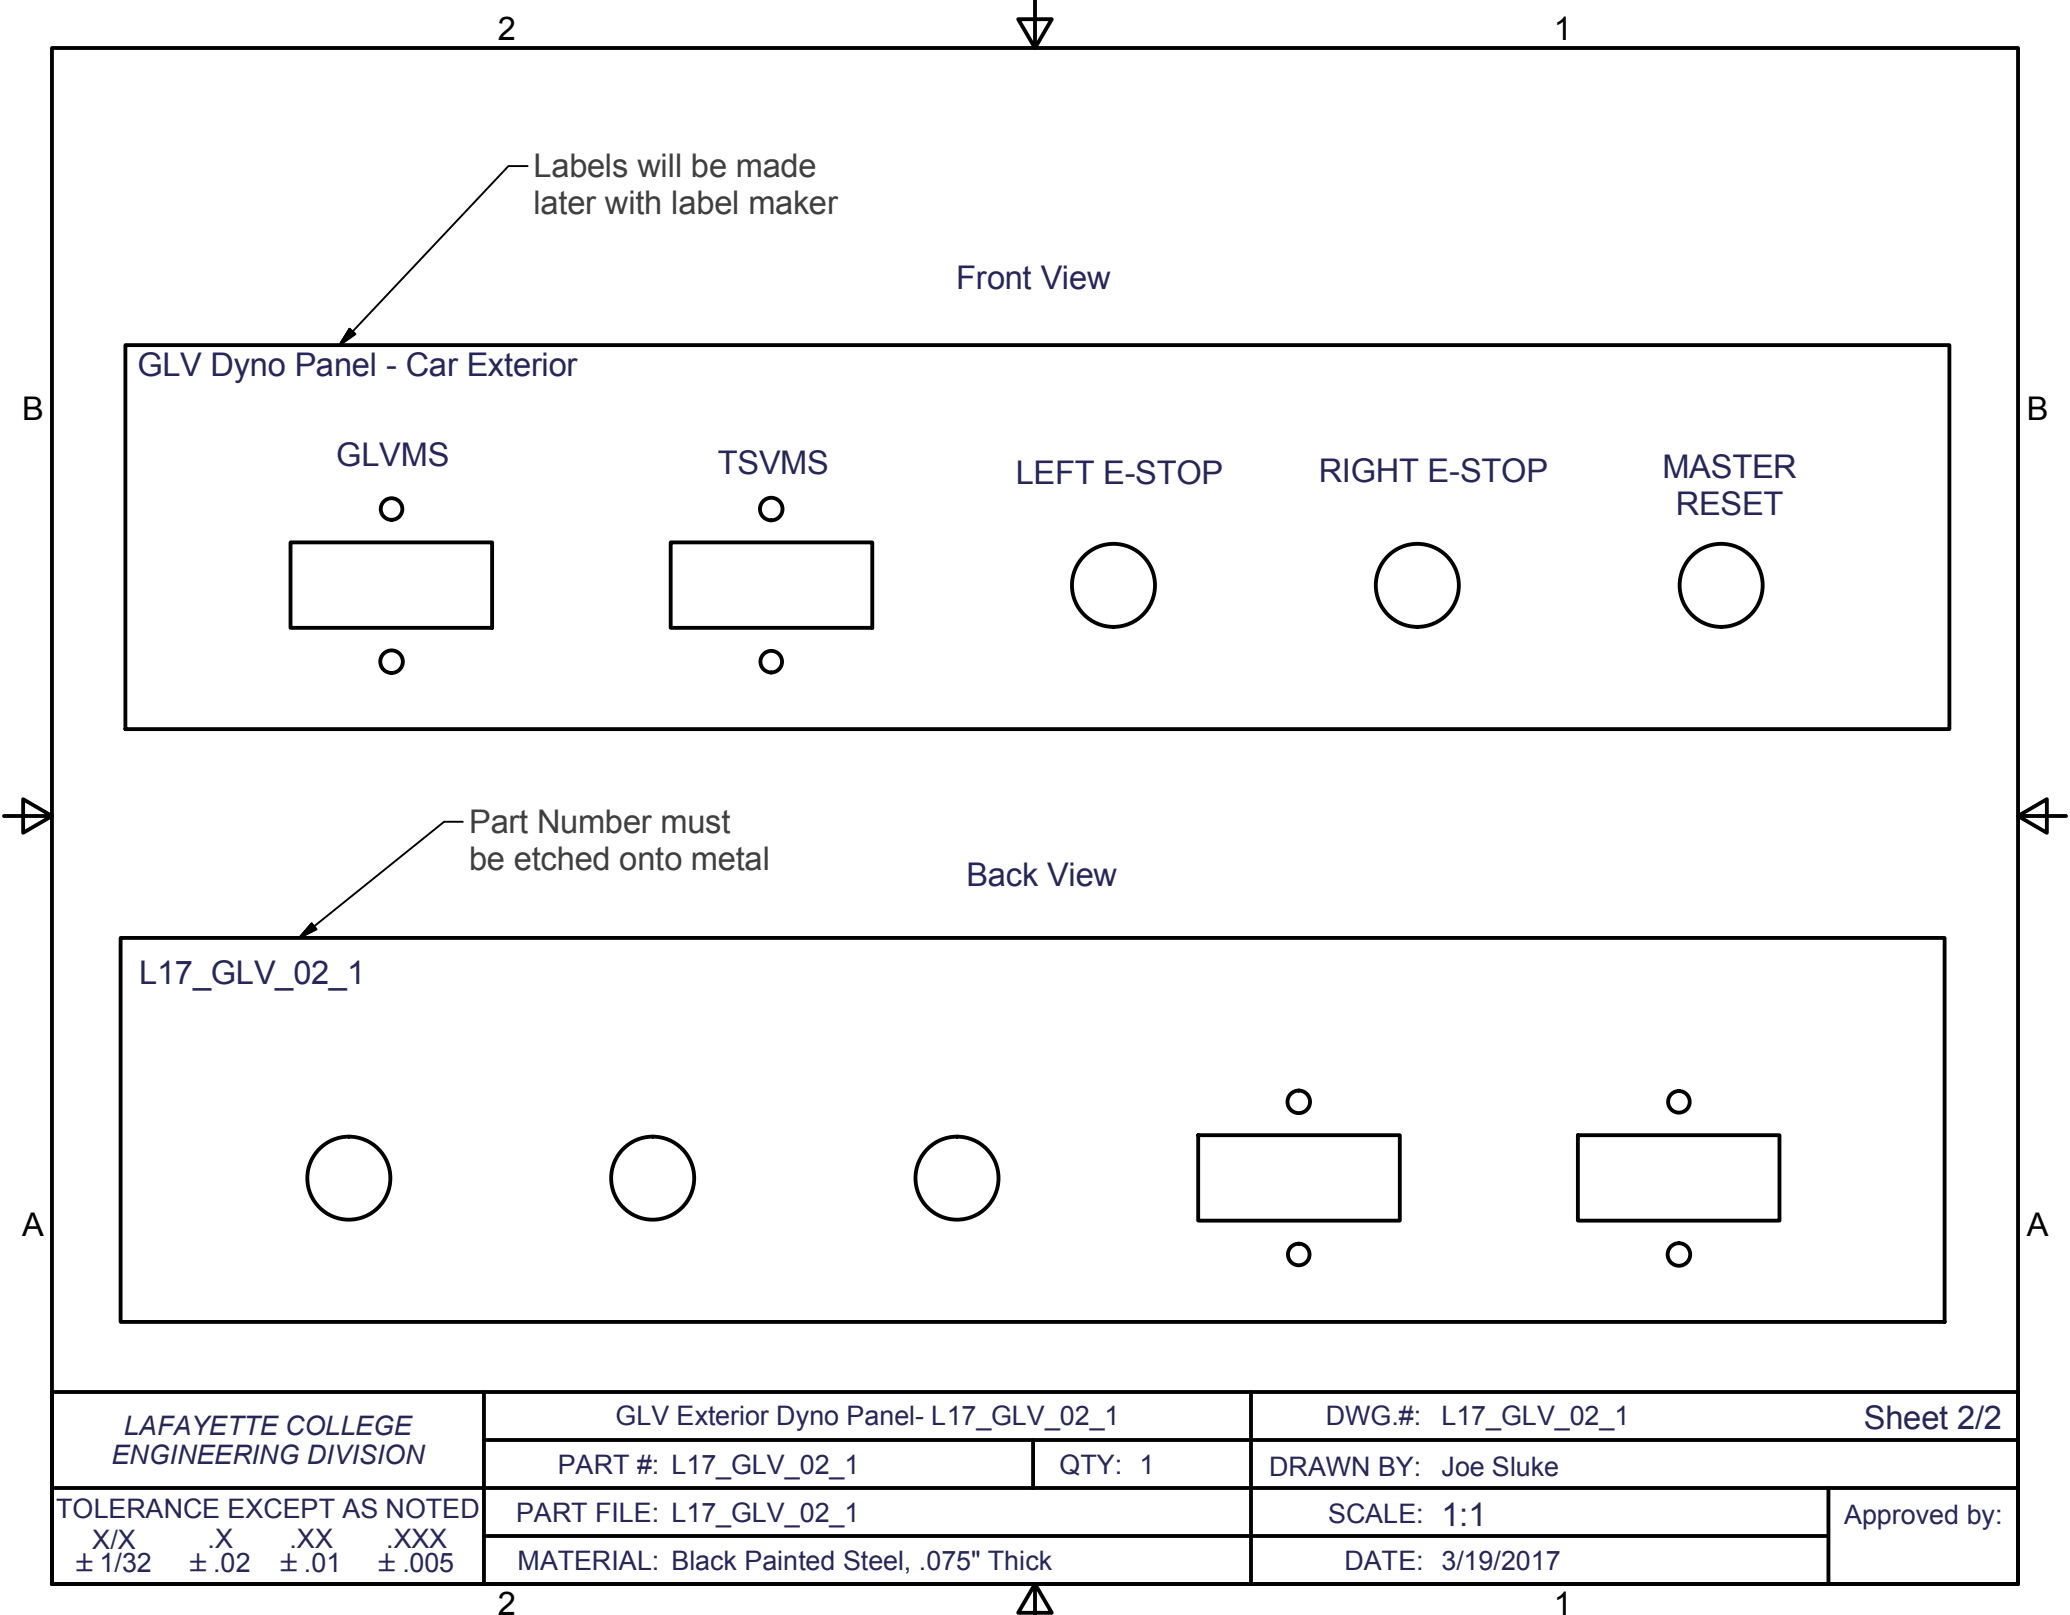 2
1
Labels will be made
later with label maker
Front View
GLV Dyno Panel - Car Exterior
B
B
GLVMS
TSVMS
LEFT E-STOP
RIGHT E-STOP
MASTER
RESET
Part Number must
be etched onto metal
Back View
L17_GLV_02_1
A
A
LAFAYETTE COLLEGE
ENGINEERING DIVISION
GLV Exterior Dyno Panel- L17_GLV_02_1
DWG.#: L17_GLV_02_1
Sheet 2/2
PART #: L17_GLV_02_1
QTY: 1
DRAWN BY: Joe Sluke
TOLERANCE EXCEPT AS NOTED
X/X .X .XX .XXX
± 1/32 ± .02 ± .01 ± .005
PART FILE: L17_GLV_02_1
SCALE: 1:1
Approved by:
MATERIAL: Black Painted Steel, .075" Thick
DATE: 3/19/2017
2
1